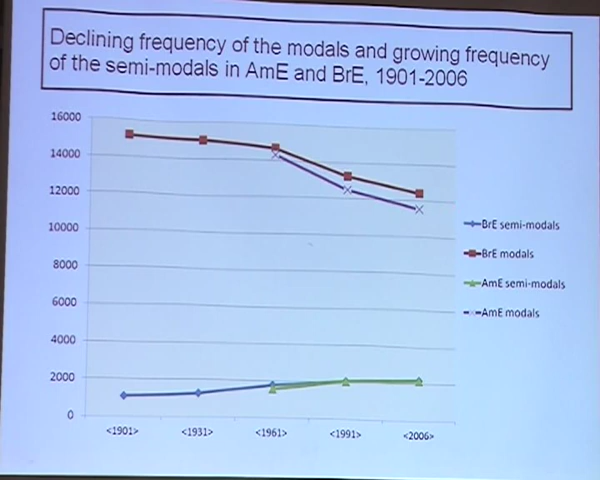 Declining frequency of the modals and growing frequency
of the semi-modals in AmE and BrE, 1901-2006
16000
14000
12000
10000
8000
6000
4000
2000
0
<1901> <1931> <1961> <1991> <2006>
BrE semi-modals
BrE modals
AmE semi-modals
AmE modals